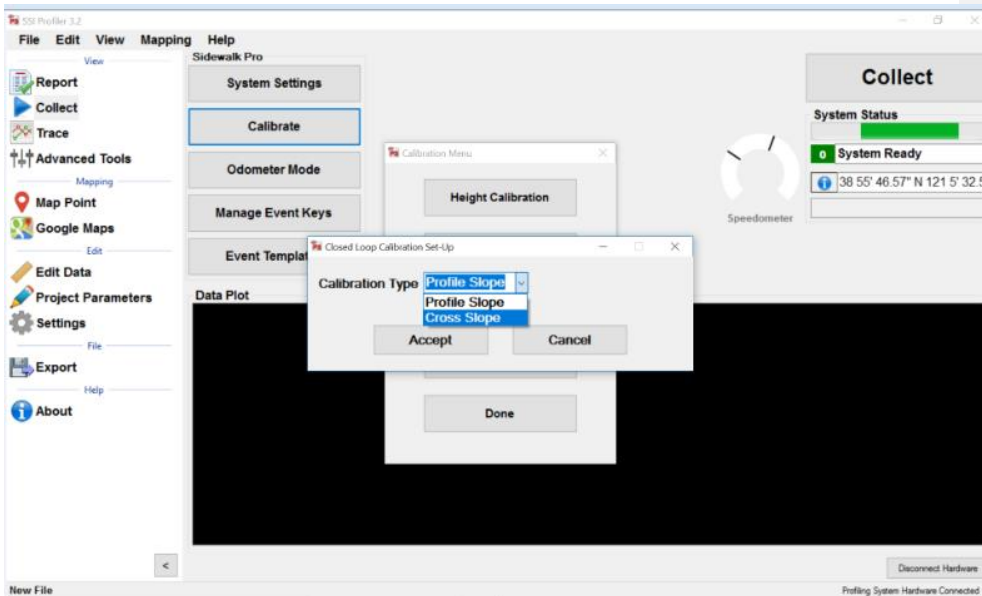 SSI Profiler 3.2
File Edit View Mapping Help
View
Report
Collect
Trace
Advanced Tools
Mapping
Map Point
Google Maps
Edit
Edit Data
Project Parameters
Settings
File
Export
Help
About
<
Sidewalk Pro
System Settings
Calibrate
Odometer Mode
Manage Event Keys
Event Templat
Data Plot
Calibration Menu
Height Calibration
Closed Loop Calibration Set-Up
Calibration Type Profile Slope
Profile Slope
Cross Slope
Accept Cancel
Done
Speedometer
Collect
System Status
0 System Ready
38 55' 46.57" N 121 5' 32.5
Disconnect Hardware
New File
Profiling System Hardware Connected